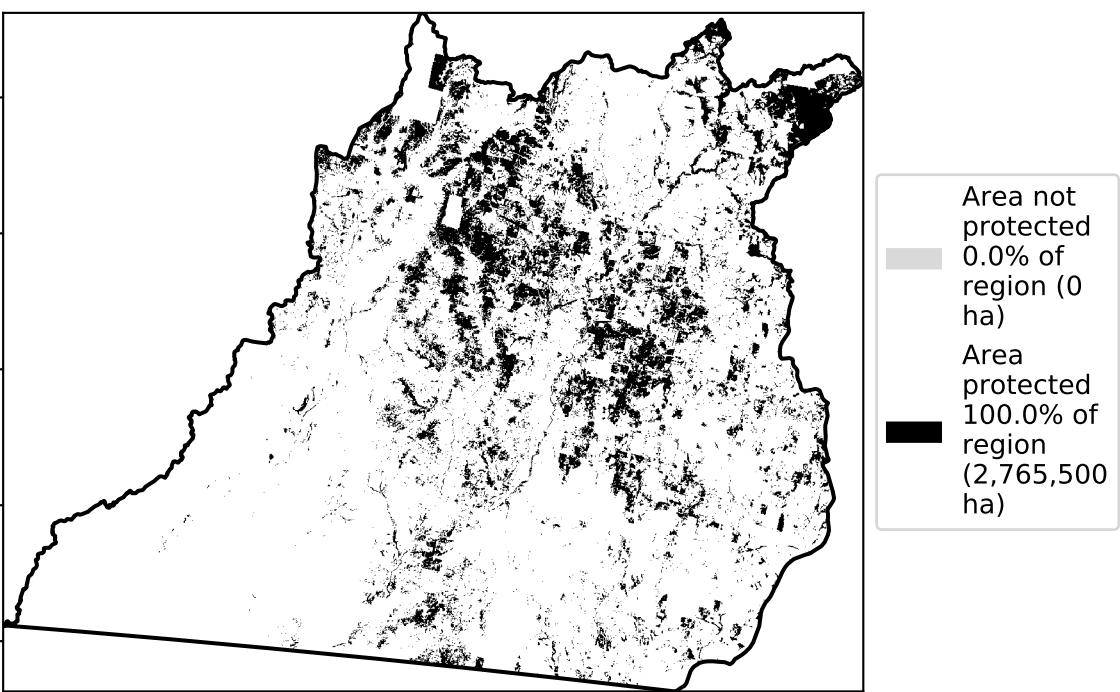 Area not
protected
0.0% of
region (0
ha)
Area
protected
100.0% of
region
(2,765,500
ha)